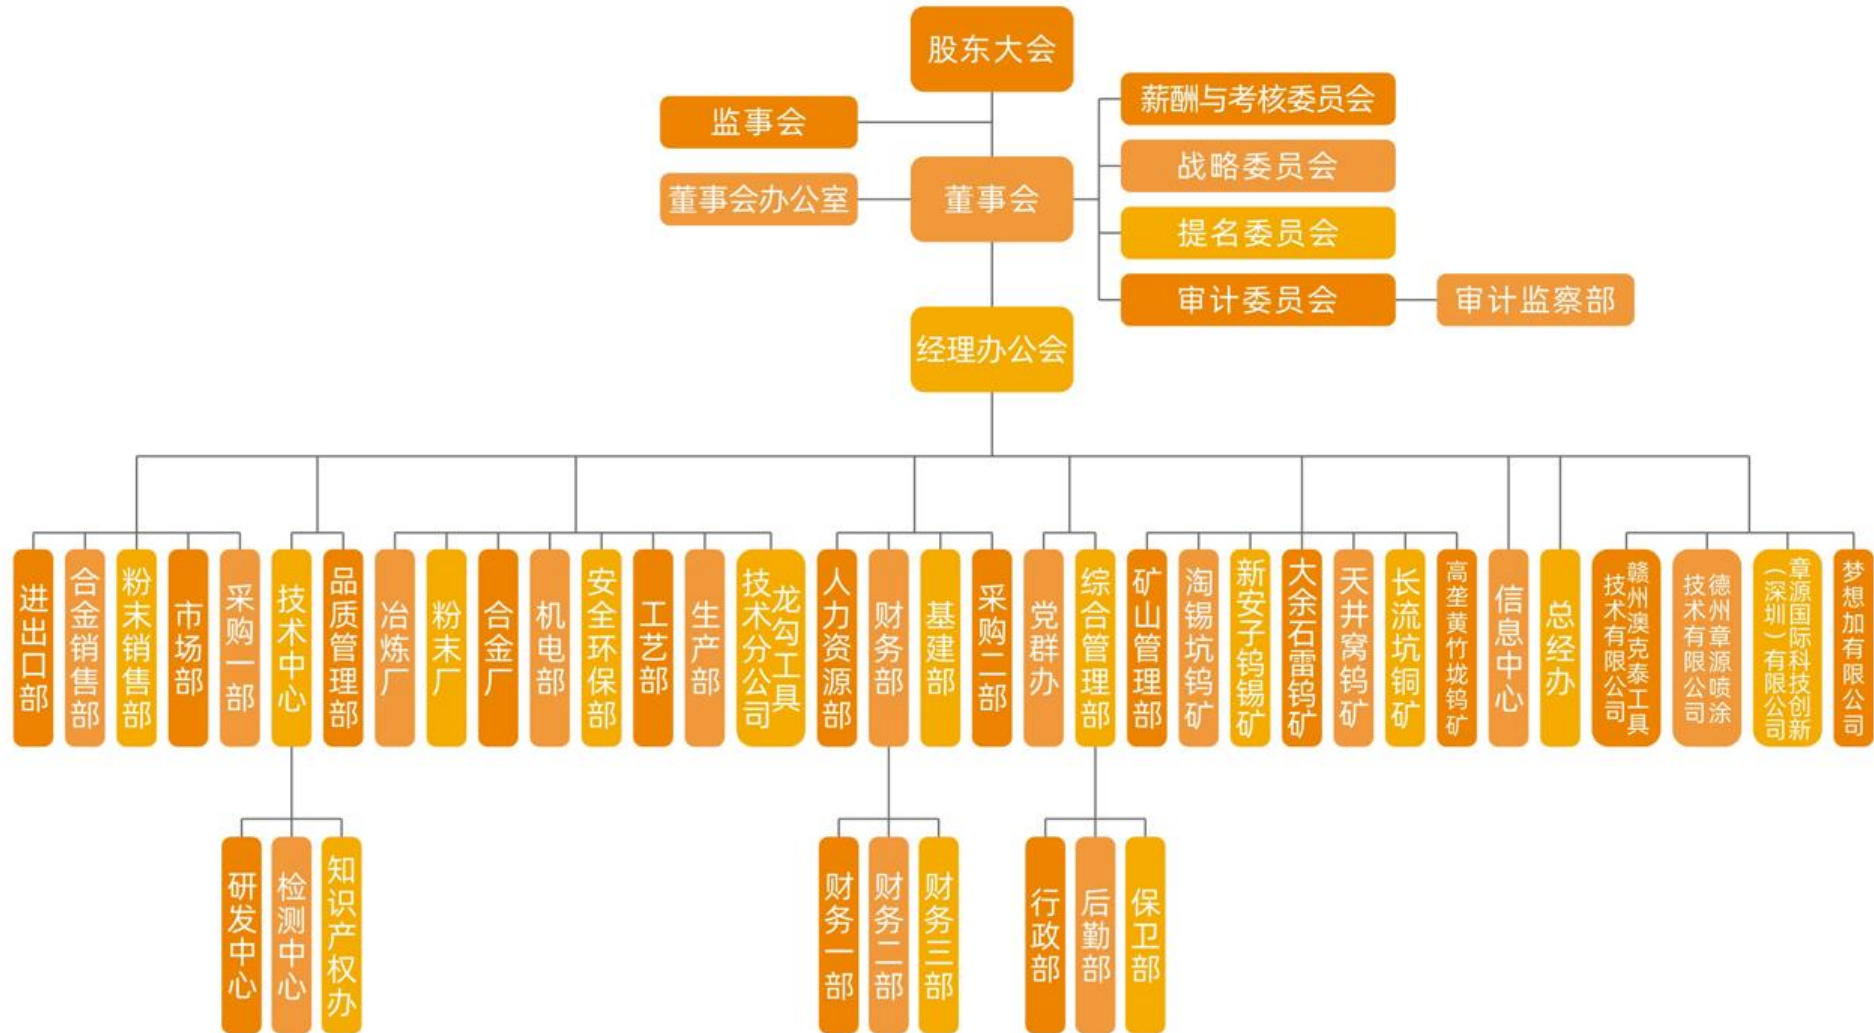 股东大会
监事会
薪酬与考核委员会
战略委员会
董事会办公室
董事会
提名委员会
审计委员会
审计监察部
经理办公会
进出口部
合金销售部
粉末销售部
市场部
采购一部
技术中心
品质管理部
冶炼厂
粉末厂
合金厂
机电部
安全环保部
工艺部
生产部
龙勾工具
技术分公司
人力资源部
财务部
基建部
采购二部
党群办
综合管理部
矿山管理部
淘锡坑钨矿
新安子钨锡矿
大余石雷钨矿
天井窝钨矿
长流坑铜矿
高垄黄竹垅钨矿
信息中心
总经办
赣州澳克泰工具
技术有限公司
德州章源喷涂
技术有限公司
章源国际科技创新
（深圳）有限公司
梦想加有限公司
研发中心
检测中心
知识产权办
财务一部
财务二部
财务三部
行政部
后勤部
保卫部